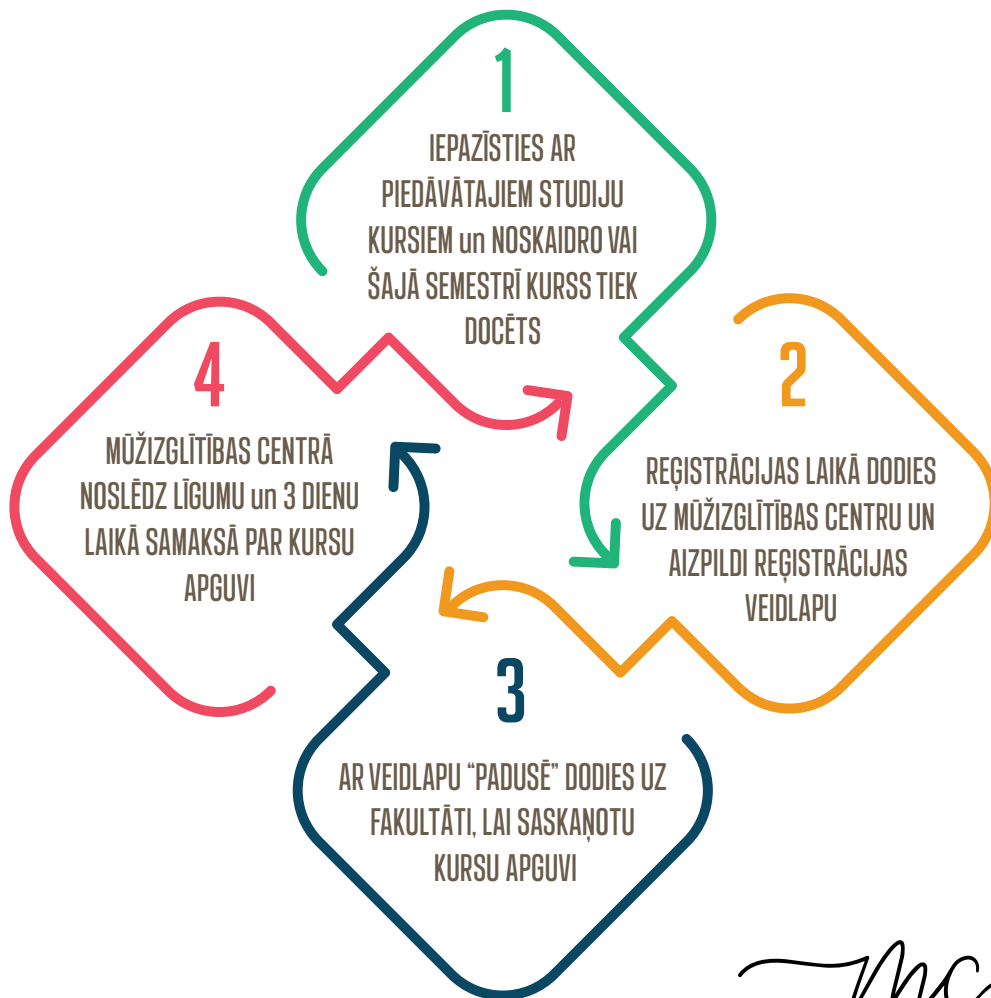 1
IEPAZĪSTIES AR
PIEDĀVĀTAJIEM STUDIJU
KURSIEM un NOSKAIDRO VAI
ŠAJĀ SEMESTRĪ KURSS TIEK
DOCĒTS
2
REĢISTRĀCIJAS LAIKĀ DODIES
UZ MŪŽIZGLĪTĪBAS CENTRU UN
AIZPILDI REĢISTRĀCIJAS
VEIDLAPU
3
AR VEIDLAPU “PADUSĒ” DODIES UZ
FAKULTĀTI, LAI SASKAŅOTU
KURSU APGUVI
4
MŪŽIZGLĪTĪBAS CENTRĀ
NOSLĒDZ LĪGUMU un 3 DIENU
LAIKĀ SAMAKSĀ PAR KURSU
APGUVI